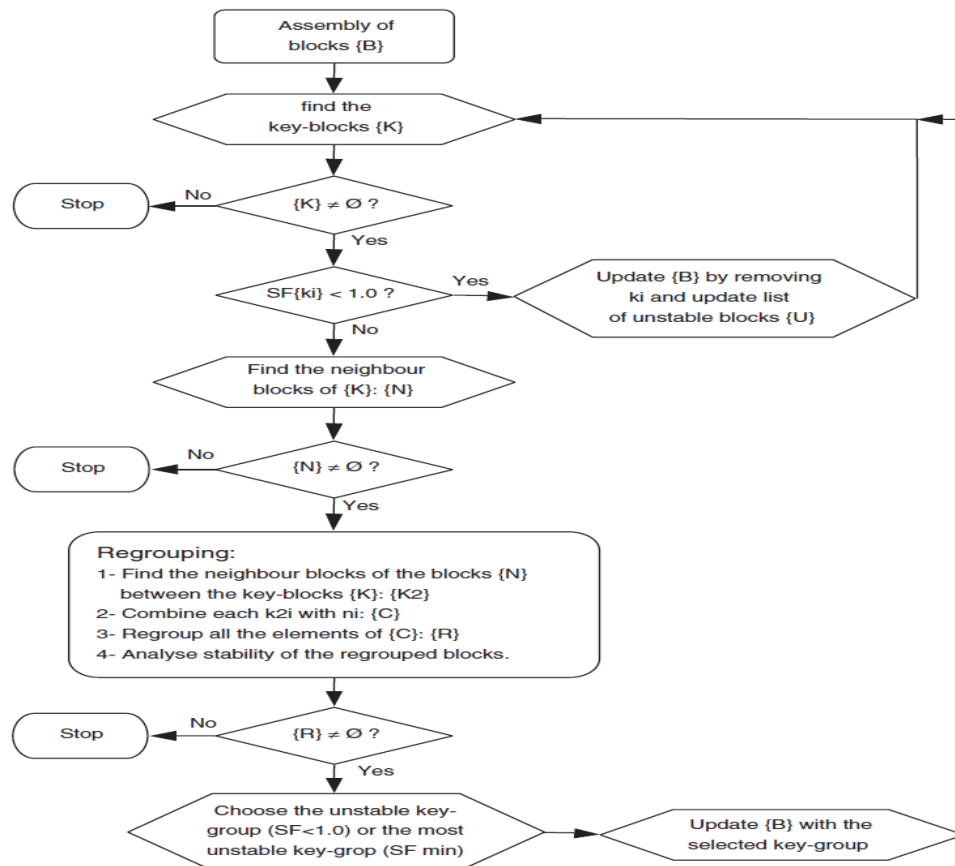 Assembly of
blocks {B}
find the
key-blocks {K}
No
Stop
{K} ≠ Ø ?
Yes
SF{ki} < 1.0 ?
Yes
Update {B} by removing
ki and update list
of unstable blocks {U}
No
Find the neighbour
blocks of {K}: {N}
No
Stop
{N} ≠ Ø ?
Yes
Regrouping:
1- Find the neighbour blocks of the blocks {N}
between the key-blocks {K}: {K2}
2- Combine each k2i with ni: {C}
3- Regroup all the elements of {C}: {R}
4- Analyse stability of the regrouped blocks.
No
Stop
{R} ≠ Ø ?
Yes
Choose the unstable key-
group (SF<1.0) or the most
unstable key-grop (SF min)
Update {B} with the
selected key-group